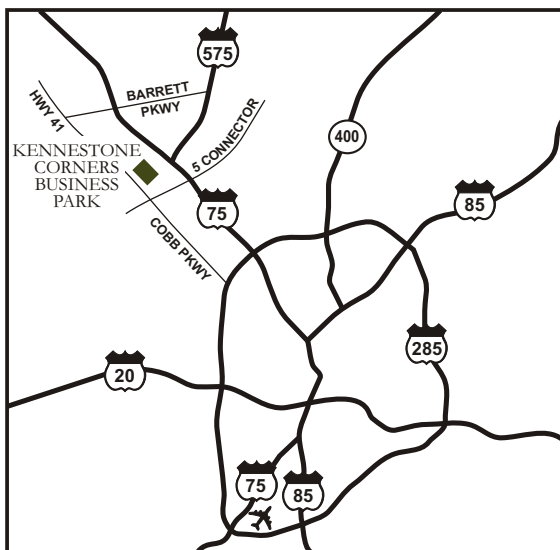 575
BARRETT
PKWY
HWY 41
5 CONNECTOR
400
KENNESTONE
CORNERS
BUSINESS
PARK
75
85
COBB PKWY
285
20
75
85